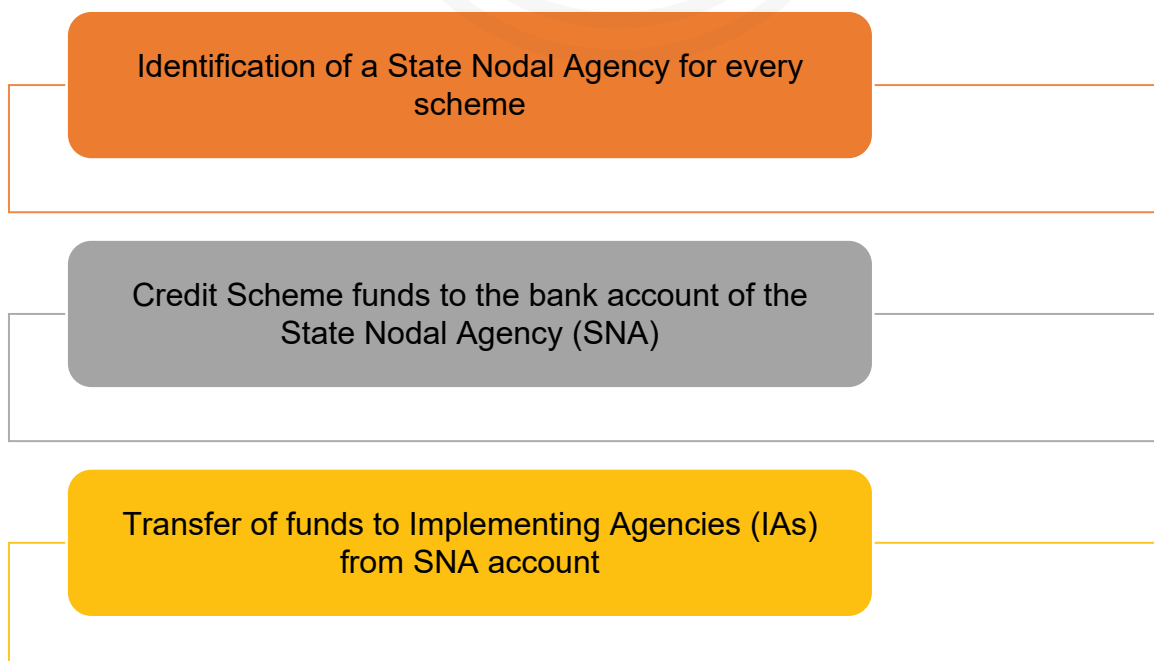 Identification of a State Nodal Agency for every
scheme
Credit Scheme funds to the bank account of the
State Nodal Agency (SNA)
Transfer of funds to Implementing Agencies (IAs)
from SNA account